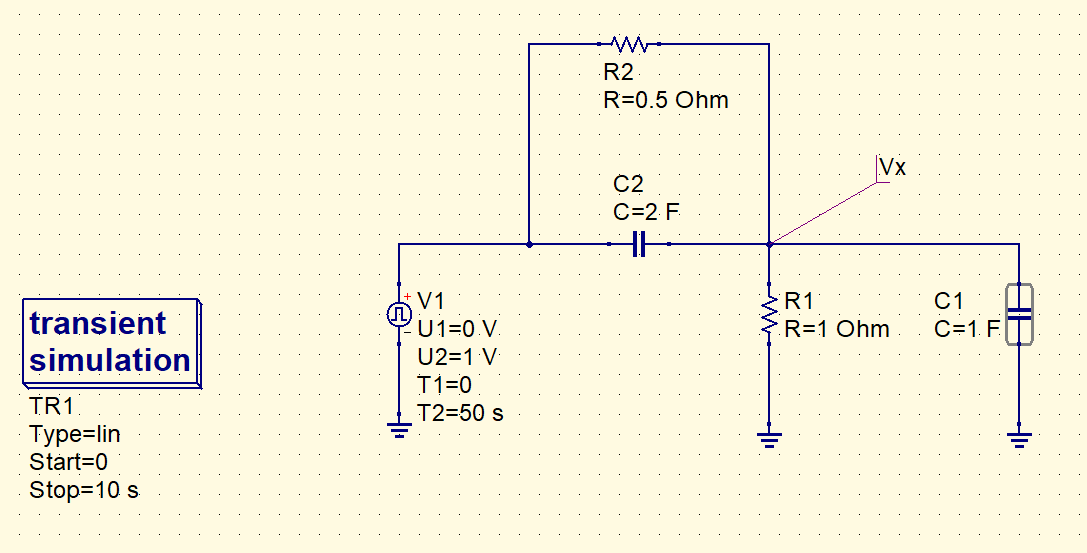 R2
R=0.5 Ohm
C2
C=2 F
Vx
V1
U1=0 V
U2=1 V
T1=0
T2=50 s
R1
R=1 Ohm
C1
C=1 F
transient
simulation
TR1
Type=lin
Start=0
Stop=10 s